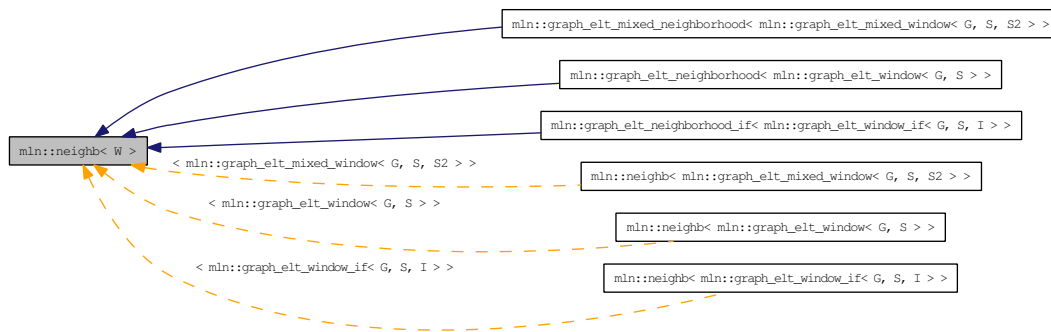 mln::graph_elt_mixed_neighborhood< mln::graph_elt_mixed_window< G, S, S2 > >
mln::graph_elt_neighborhood< mln::graph_elt_window< G, S > >
mln::graph_elt_neighborhood_if< mln::graph_elt_window_if< G, S, I > >
mln::neighb< W >
< mln::graph_elt_mixed_window< G, S, S2 > >
mln::neighb< mln::graph_elt_mixed_window< G, S, S2 > >
< mln::graph_elt_window< G, S > >
mln::neighb< mln::graph_elt_window< G, S > >
< mln::graph_elt_window_if< G, S, I > >
mln::neighb< mln::graph_elt_window_if< G, S, I > >